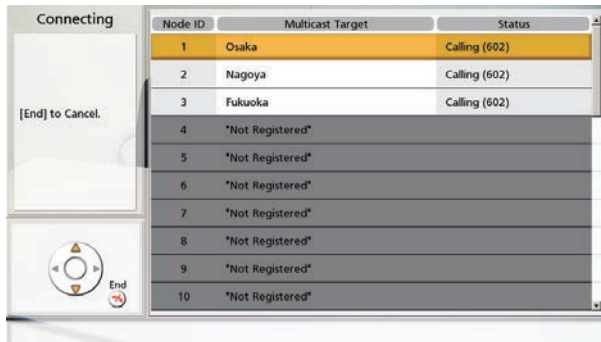 Connecting
[End] to Cancel.
End
Node ID Multicast Target Status
1 Osaka Calling (602)
2 Nagoya Calling (602)
3 Fukuoka Calling (602)
4 *Not Registered*
5 *Not Registered*
6 *Not Registered*
7 *Not Registered*
8 *Not Registered*
9 *Not Registered*
10 *Not Registered*